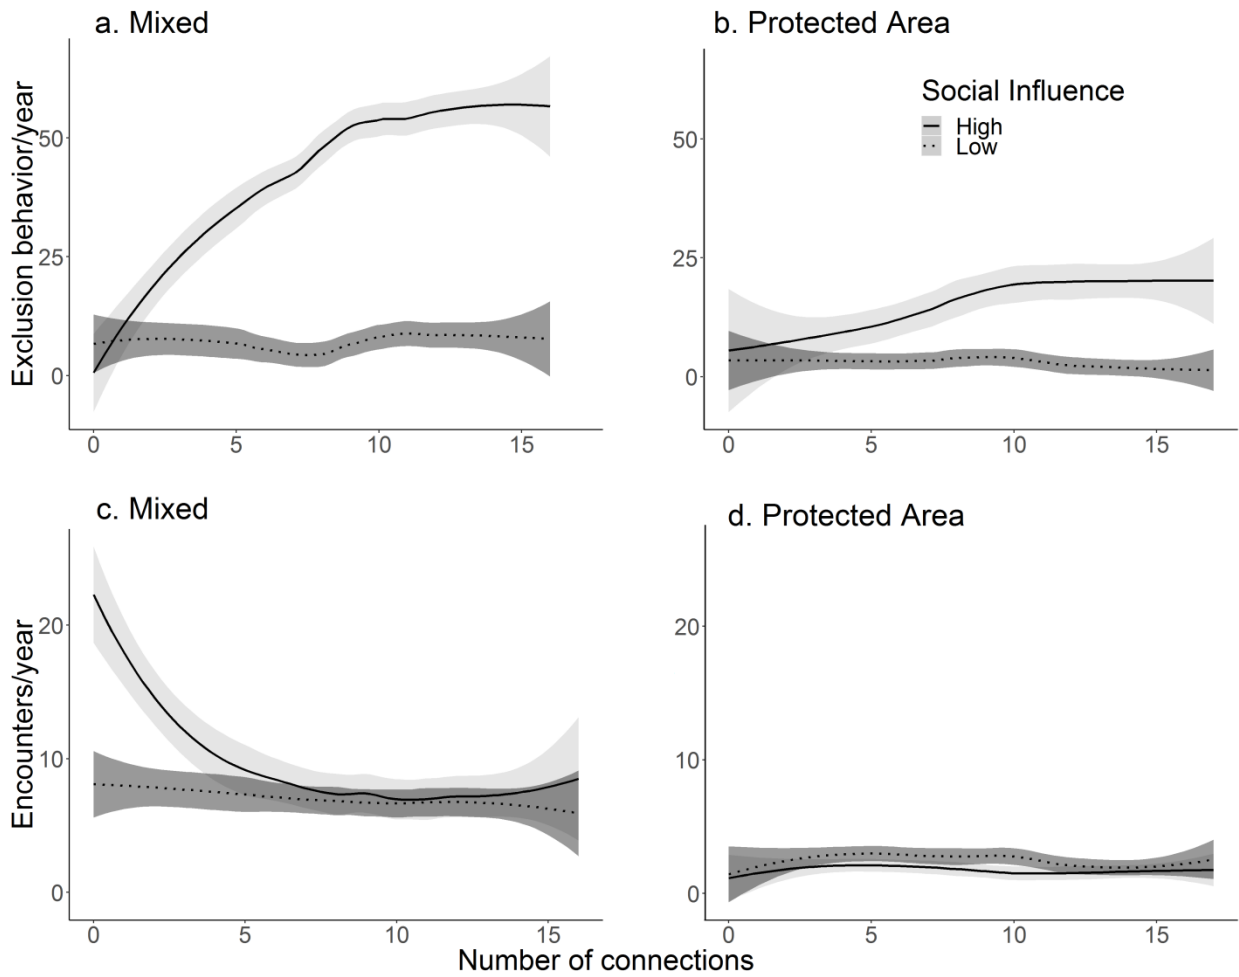 a. Mixed
b. Protected Area
Exclusion behavior/year
50
25
0
0 5 10 15
Social Influence
High
Low
50
25
0
0 5 10 15
c. Mixed
d. Protected Area
Encounters/year
20
10
0
0 5 10 15
20
10
0
0 5 10 15
Number of connections